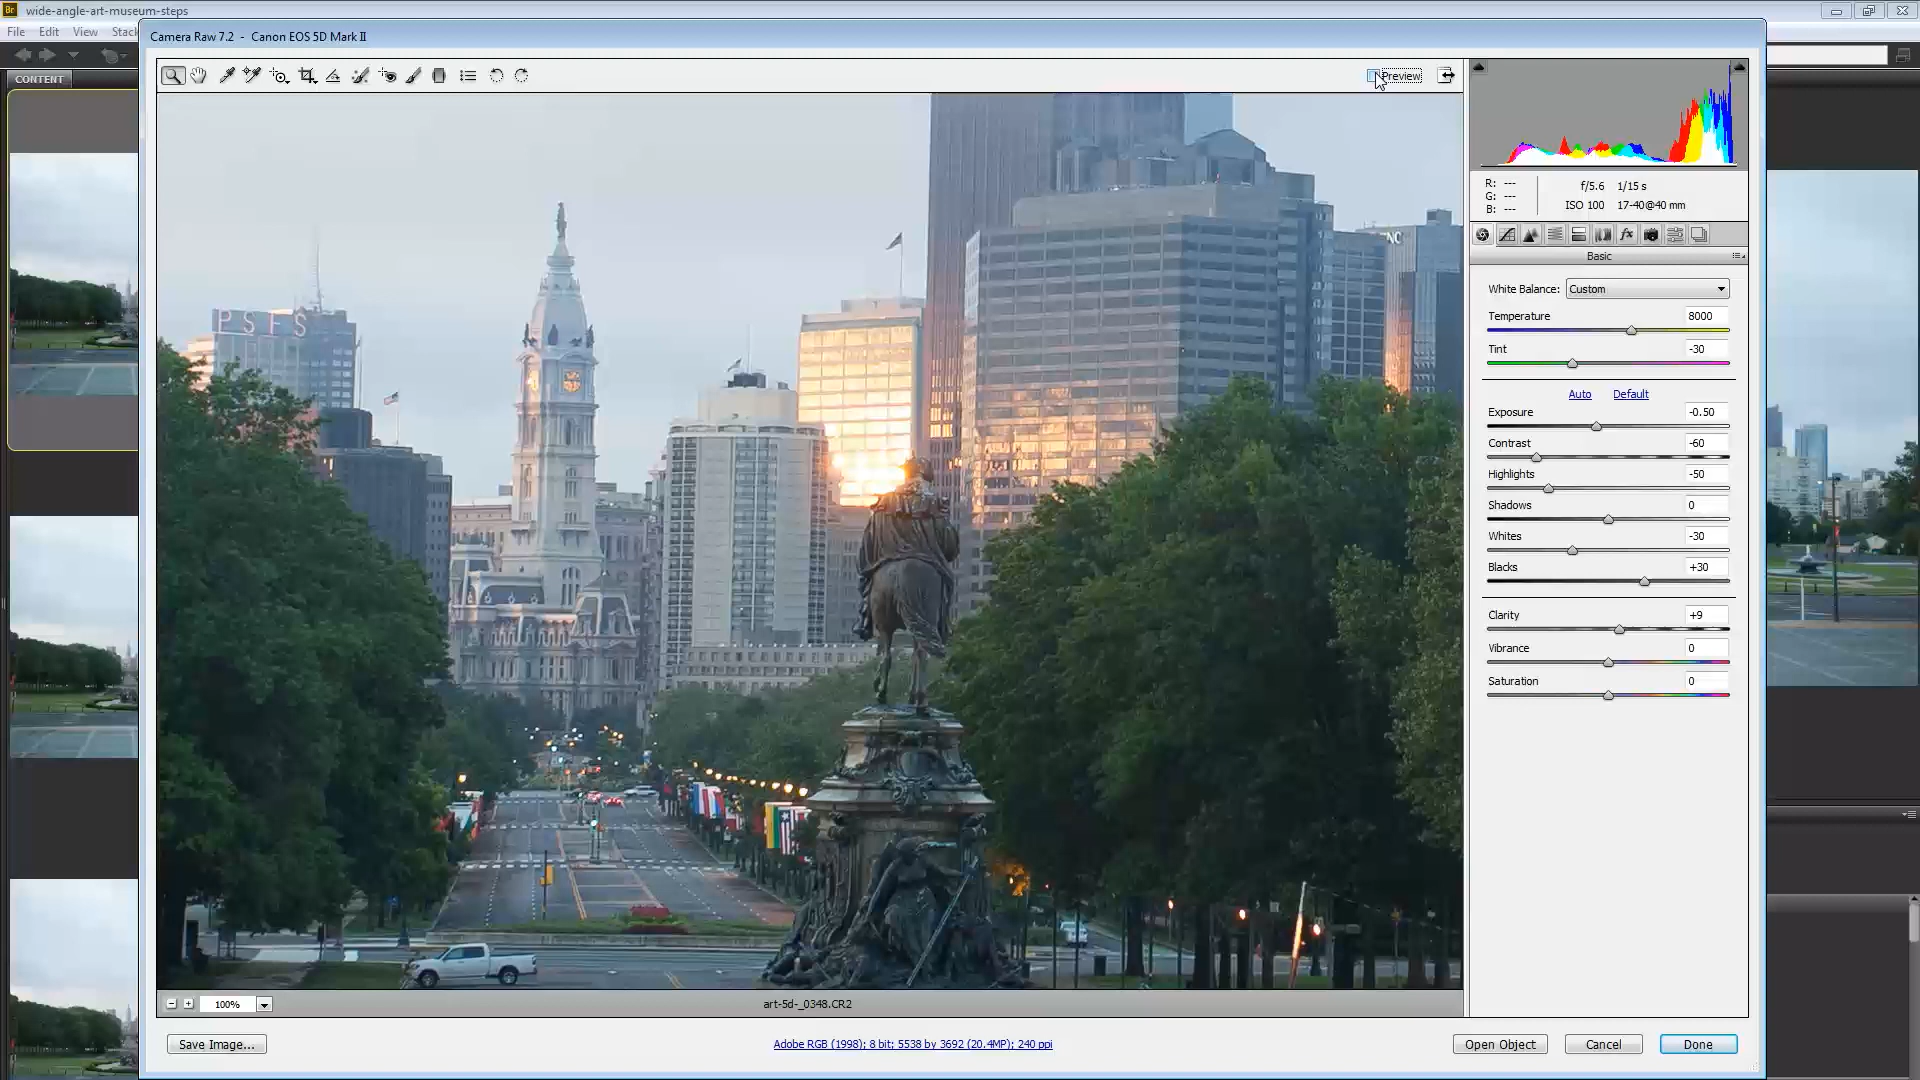 Br wide-angle-art-museum-steps
File Edit View Stack
Camera Raw 7.2 - Canon EOS 5D Mark II
CONTENT
Preview
PSFS
NC
R: ---
G: ---
B: ---
f/5.6 1/15 s
ISO 100 17-40@40 mm
fx
Basic
White Balance: Custom
Temperature 8000
Tint -30
Auto Default
Exposure -0.50
Contrast -60
Highlights -50
Shadows 0
Whites -30
Blacks +30
Clarity +9
Vibrance 0
Saturation 0
100% art-5d-_0348.CR2
Save Image... Adobe RGB (1998); 8 bit; 5538 by 3692 (20.4MP); 240 ppi Open Object Cancel Done